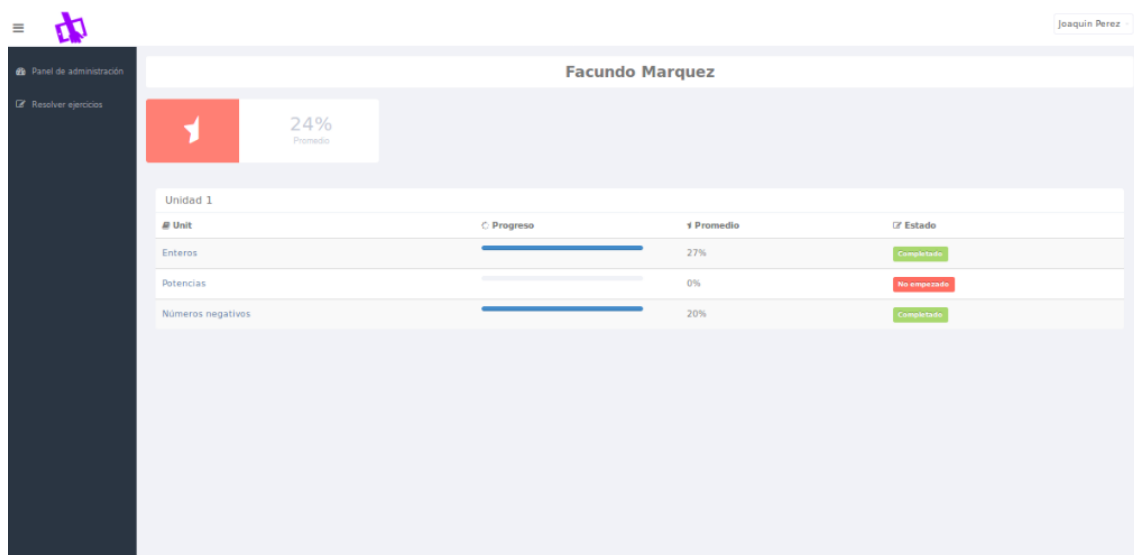 Joaquin Perez
Panel de administración
Resolver ejercicios
Facundo Marquez
24%
Promedio
Unidad 1
Unit Progreso Promedio Estado
Enteros 27% Completado
Potencias 0% No empezado
Números negativos 20% Completado